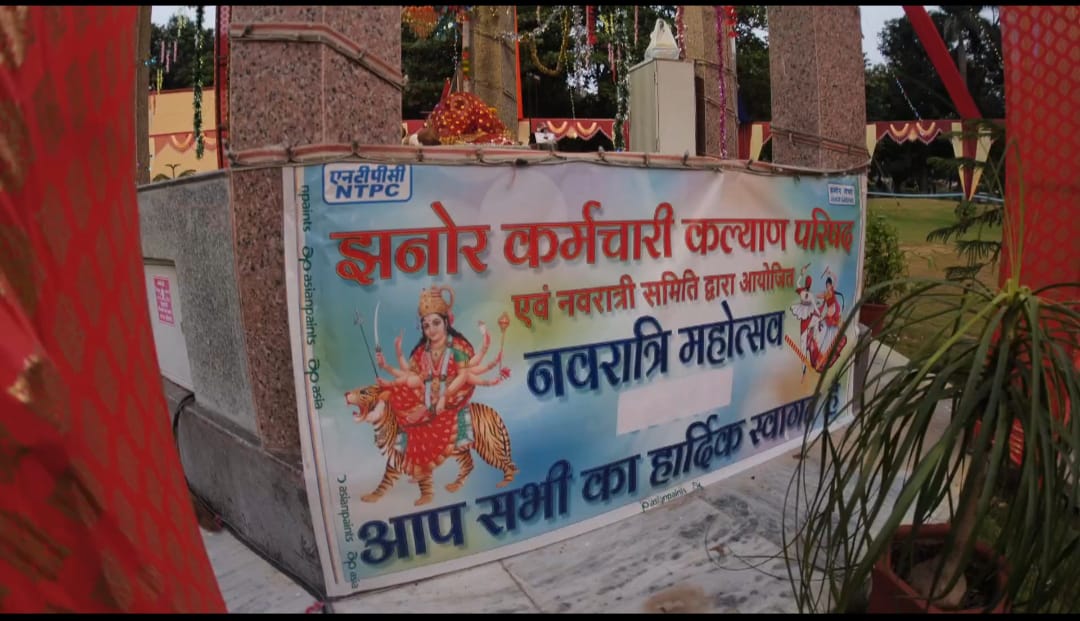 एनटीपीसी
NTPC
झनोर कर्मचारी कल्याण परिषद
एवं नवरात्री समिति द्वारा आयोजित
नवरात्रि महोत्सव
आप सभी का हार्दिक स्वागत है
npaints asianpaints asia
asianpaints asia
asianpaints